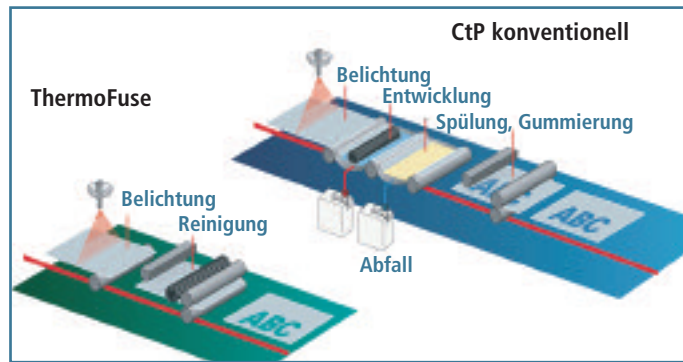 CtP konventionell
Belichtung
Entwicklung
Spülung, Gummierung
ABC
ABC
Abfall
ThermoFuse
Belichtung
Reinigung
ABC